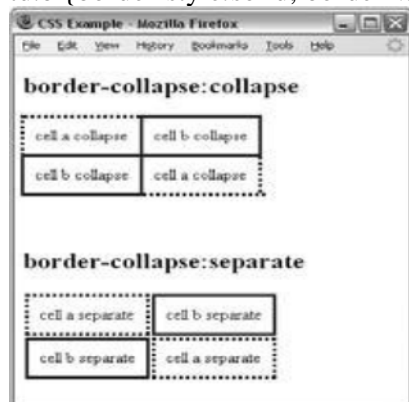 CSS Example - Mozilla Firefox
File Edit View History Bookmarks Tools Help
border-collapse:collapse
cell a collapse cell b collapse
cell b collapse cell a collapse
border-collapse:separate
cell a separate cell b separate
cell b separate cell a separate